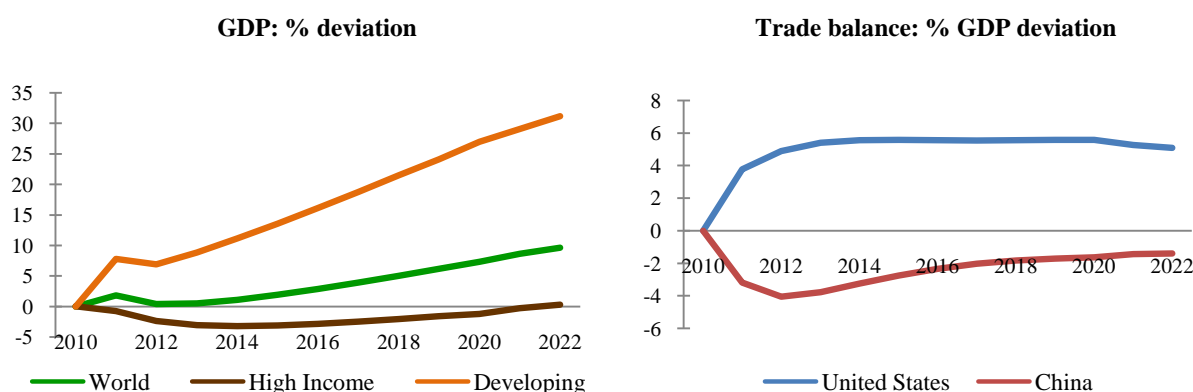 GDP: % deviation
35
30
25
20
15
10
5
0
-5
2010 2012 2014 2016 2018 2020 2022
World High Income Developing
Trade balance: % GDP deviation
8
6
4
2
0
-2
-4
-6
2010 2012 2014 2016 2018 2020 2022
United States China